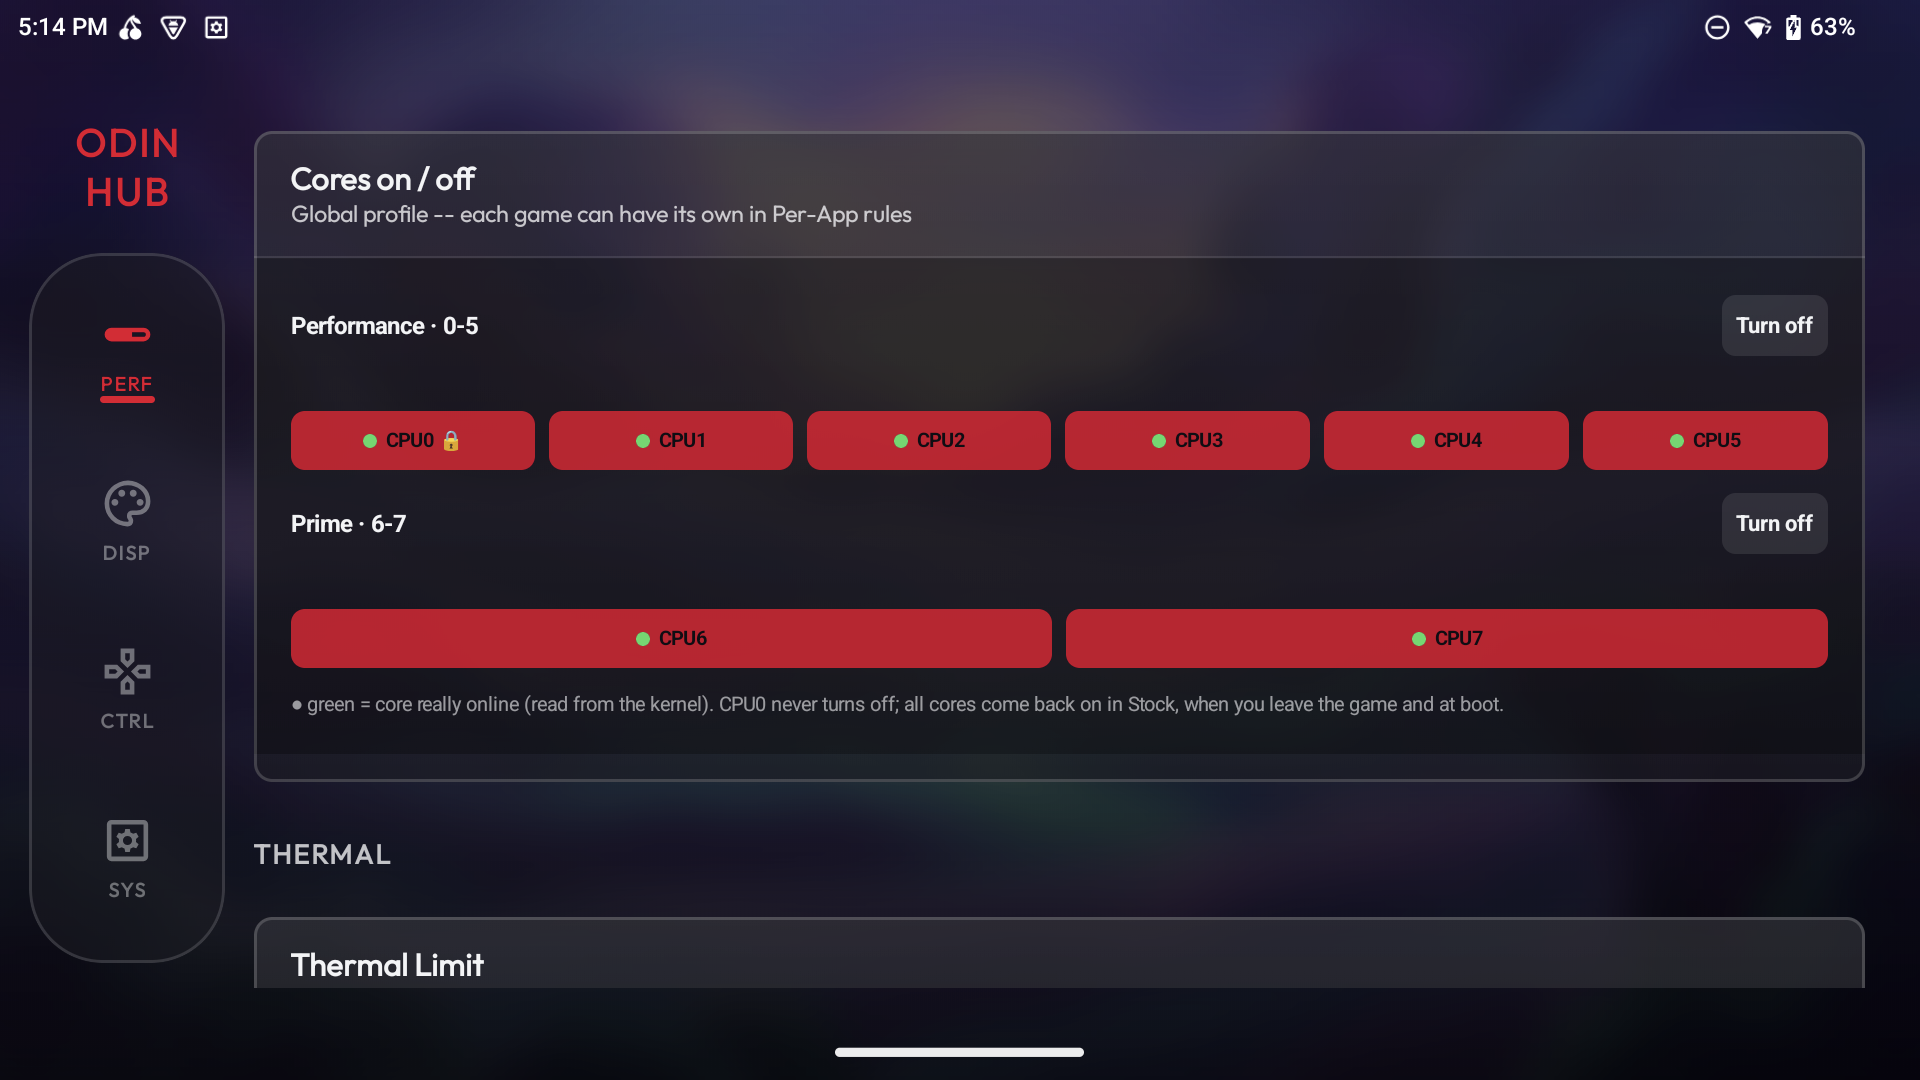 5:14 PM
63%
ODIN
HUB
PERF
DISP
CTRL
SYS
Cores on / off
Global profile -- each game can have its own in Per-App rules
Performance · 0-5
Turn off
CPU0 🔒
CPU1
CPU2
CPU3
CPU4
CPU5
Prime · 6-7
Turn off
CPU6
CPU7
● green = core really online (read from the kernel). CPU0 never turns off; all cores come back on in Stock, when you leave the game and at boot.
THERMAL
Thermal Limit